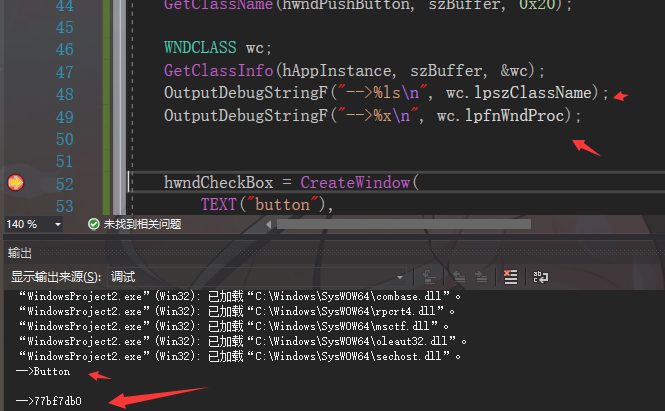 44 GetClassName(hwndPushButton, szBuffer, 0x20);
45
46 WNDCLASS wc;
47 GetClassInfo(hAppInstance, szBuffer, &wc);
48 OutputDebugStringF("-->%ls\n", wc.lpszClassName);
49 OutputDebugStringF("-->%x\n", wc.lpfnWndProc);
50
51
52 hwndCheckBox = CreateWindow(
53 TEXT("button"),
140 % 未找到相关问题
输出
显示输出来源(S): 调试
“WindowsProject2.exe”(Win32): 已加载“C:\Windows\SysWOW64\combase.dll”。
“WindowsProject2.exe”(Win32): 已加载“C:\Windows\SysWOW64\rpcrt4.dll”。
“WindowsProject2.exe”(Win32): 已加载“C:\Windows\SysWOW64\msctf.dll”。
“WindowsProject2.exe”(Win32): 已加载“C:\Windows\SysWOW64\oleaut32.dll”。
“WindowsProject2.exe”(Win32): 已加载“C:\Windows\SysWOW64\sechost.dll”。
-->Button
-->77bf7db0